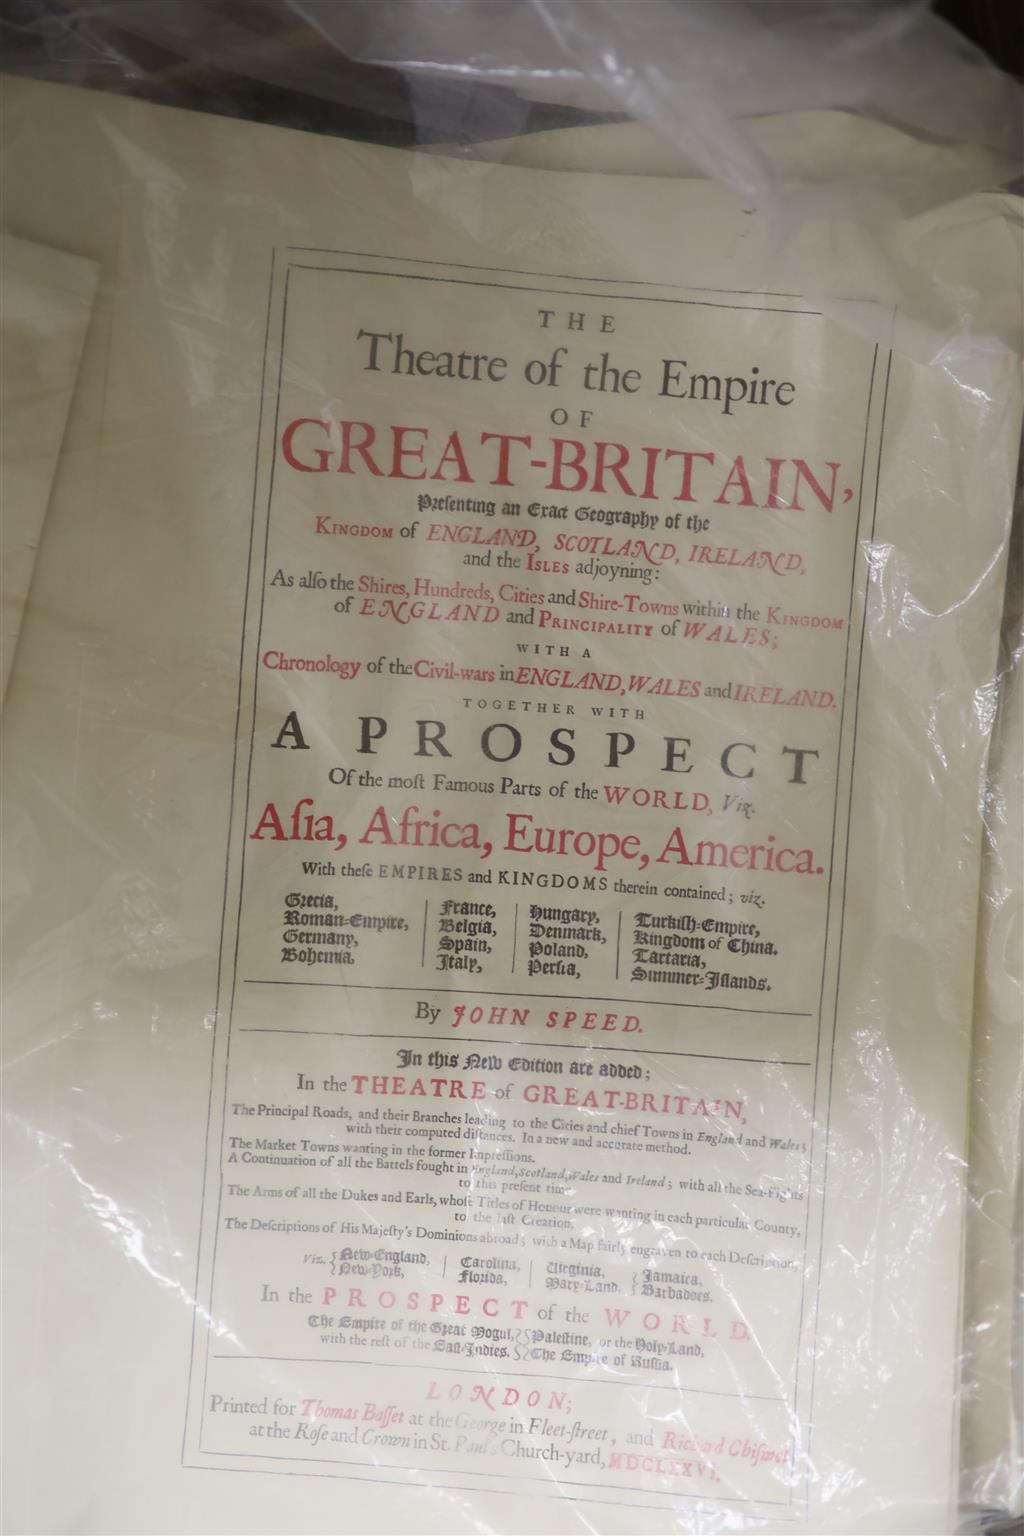 THE
Theatre of the Empire
OF
GREAT-BRITAIN,
Preſenting an Exact Geography of the
KINGDOM of ENGLAND, SCOTLAND, IRELAND,
and the ISLES adjoyning:
As alſo the Shires, Hundreds, Cities and Shire-Towns within the KINGDOM
of ENGLAND and PRINCIPALITY of WALES;
WITH A
Chronology of the Civil-wars in ENGLAND, WALES and IRELAND.
TOGETHER WITH
A PROSPECT
Of the moſt Famous Parts of the WORLD, Viz.
Aſia, Africa, Europe, America.
With theſe EMPIRES and KINGDOMS therein contained; viz.
Grecia, France, Hungary, Turkiſh-Empire,
Roman-Empire, Belgia, Denmark, Kingdom of China.
Germany, Spain, Poland, Tartaria,
Bohemia, Italy, Perſia, Summer-Iſlands.
By JOHN SPEED.
In this New Edition are added;
In the THEATRE of GREAT-BRITAIN,
The Principal Roads, and their Branches leading to the Cities and chief Towns in England and Wales;
with their computed diſtances. In a new and accurate method.
The Market Towns wanting in the former Impreſſions.
A Continuation of all the Battels fought in England, Scotland, Wales and Ireland; with all the Sea-Fights
to this preſent time.
The Arms of all the Dukes and Earls, whoſe Titles of Honour were wanting in each particular County,
to the laſt Creation.
The Deſcriptions of His Majeſty's Dominions abroad; with a Map fairly engraven to each Deſcription,
Viz. { New-England, Carolina, Virginia, Jamaica,
New-York, Florida, Mary-Land. Barbadoes.
In the PROSPECT of the WORLD.
The Empire of the Great Mogul, Paleſtine, or the Holy-Land,
with the reſt of the Eaſt-Indies, The Empire of Ruſſia.
LONDON;
Printed for Thomas Baſſet at the George in Fleet-ſtreet, and Richard Chiſwel
at the Roſe and Crown in St. Paul's Church-yard, MDCLXXVI.